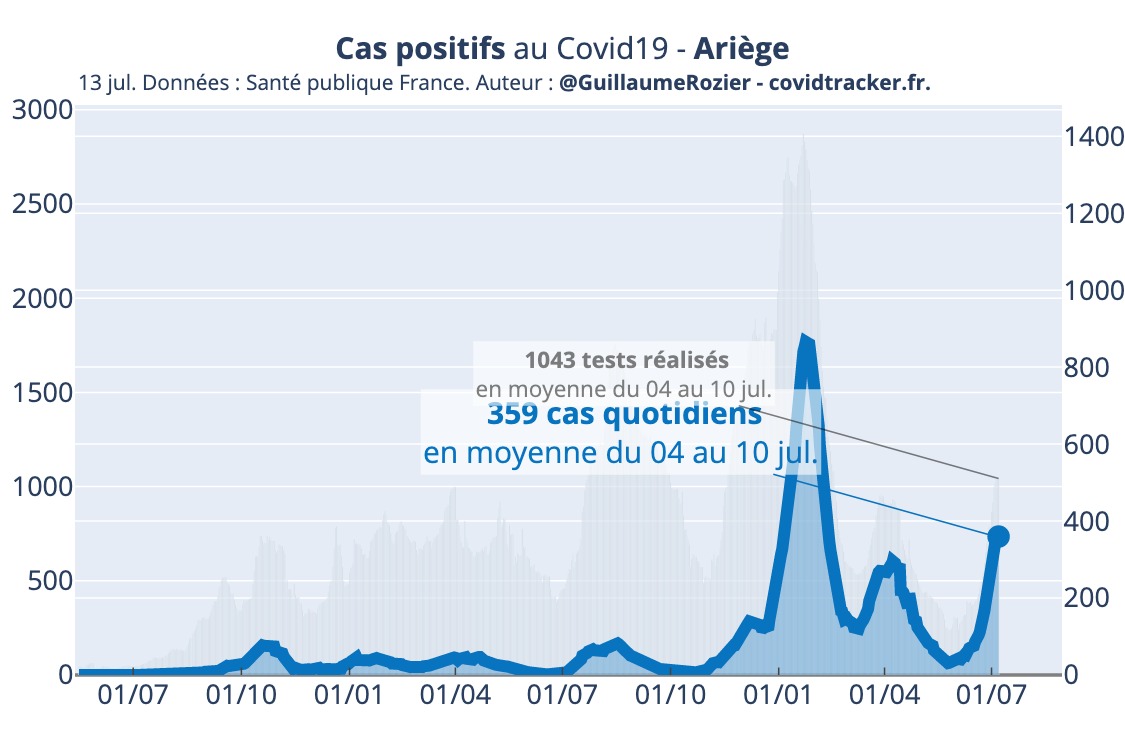 Cas positifs au Covid19 - Ariège
13 jul. Données : Santé publique France. Auteur : @GuillaumeRozier - covidtracker.fr.
3000
2500
2000
1500
1000
500
0
1400
1200
1000
800
600
400
200
0
1043 tests réalisés
en moyenne du 04 au 10 jul.
359 cas quotidiens
en moyenne du 04 au 10 jul.
01/07 01/10 01/01 01/04 01/07 01/10 01/01 01/04 01/07